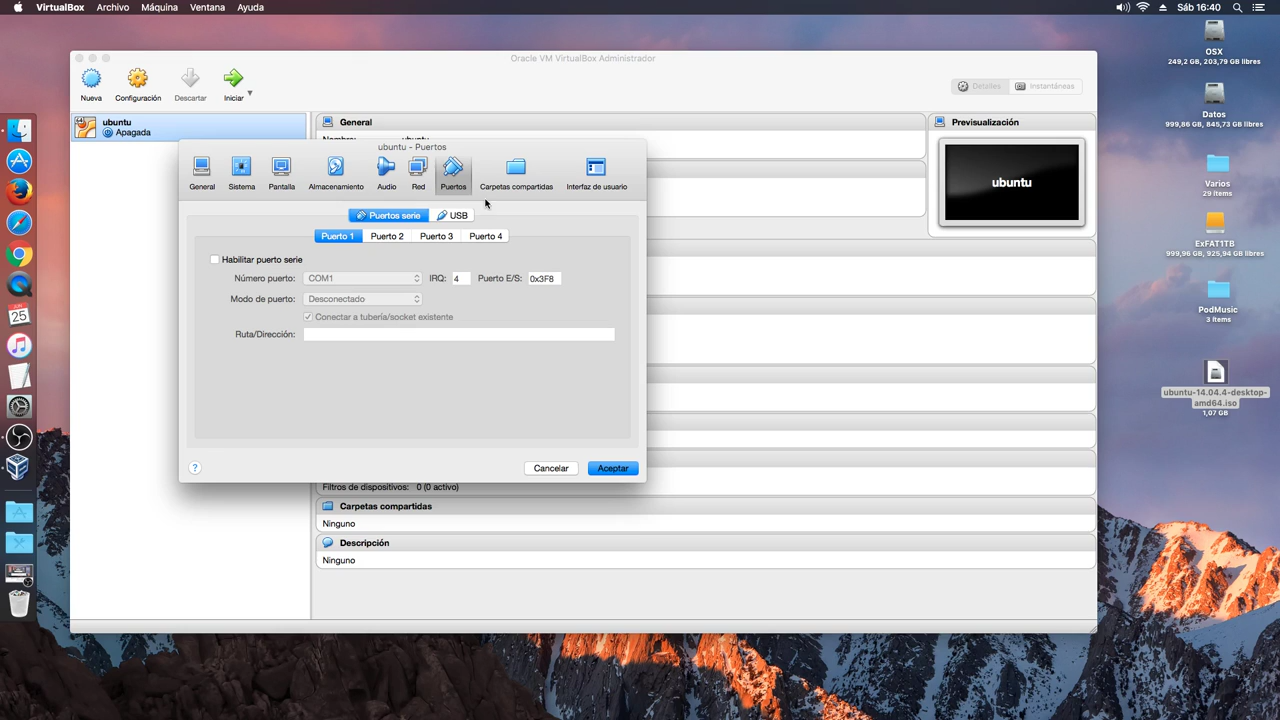 VirtualBox Archivo Máquina Ventana Ayuda
Sáb 16:40
Oracle VM VirtualBox Administrador
Nueva Configuración Descartar Iniciar
Detalles Instantáneas
ubuntu
Apagada
64
General
Nombre: ubuntu
Previsualización
ubuntu
ubuntu - Puertos
General Sistema Pantalla Almacenamiento Audio Red Puertos Carpetas compartidas Interfaz de usuario
Puertos serie USB
Puerto 1 Puerto 2 Puerto 3 Puerto 4
Habilitar puerto serie
Número puerto: COM1 IRQ: 4 Puerto E/S: 0x3F8
Modo de puerto: Desconectado
Conectar a tubería/socket existente
Ruta/Dirección:
? Cancelar Aceptar
Filtros de dispositivos: 0 (0 activo)
Carpetas compartidas
Ninguno
Descripción
Ninguno
OSX
249,2 GB, 203,79 GB libres
Datos
999,86 GB, 845,73 GB libres
Varios
29 ítems
ExFAT1TB
999,96 GB, 925,94 GB libres
PodMusic
3 ítems
ubuntu-14.04.4-desktop-
amd64.iso
1,07 GB
JUN
25